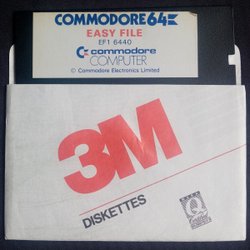 COMMODORE 64
EASY FILE
EF1 6440
commodore
COMPUTER
© Commodore Electronics Limited
3M
DISKETTES